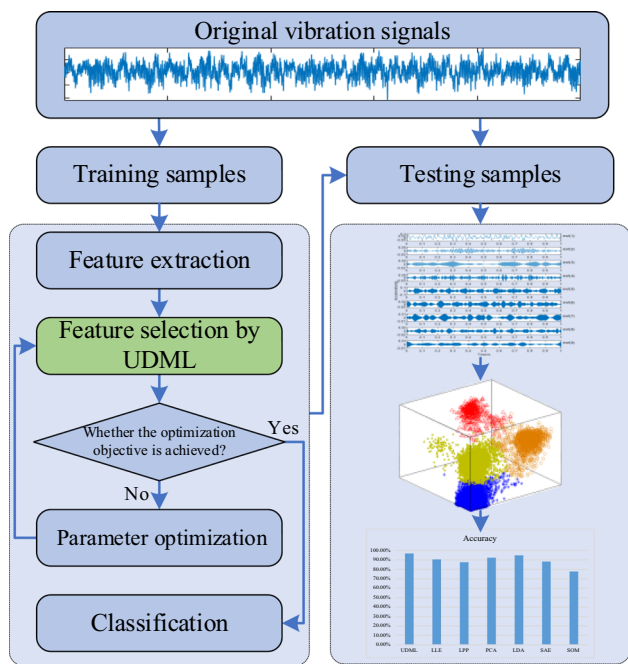 Original vibration signals
Training samples
Testing samples
Feature extraction
Feature selection by
UDML
Whether the optimization
objective is achieved?
Yes
No
Parameter optimization
Classification
Accuracy
100.00%
90.00%
80.00%
70.00%
60.00%
50.00%
40.00%
30.00%
20.00%
10.00%
0.00%
UDML LLE LPP PCA LDA SAE SOM